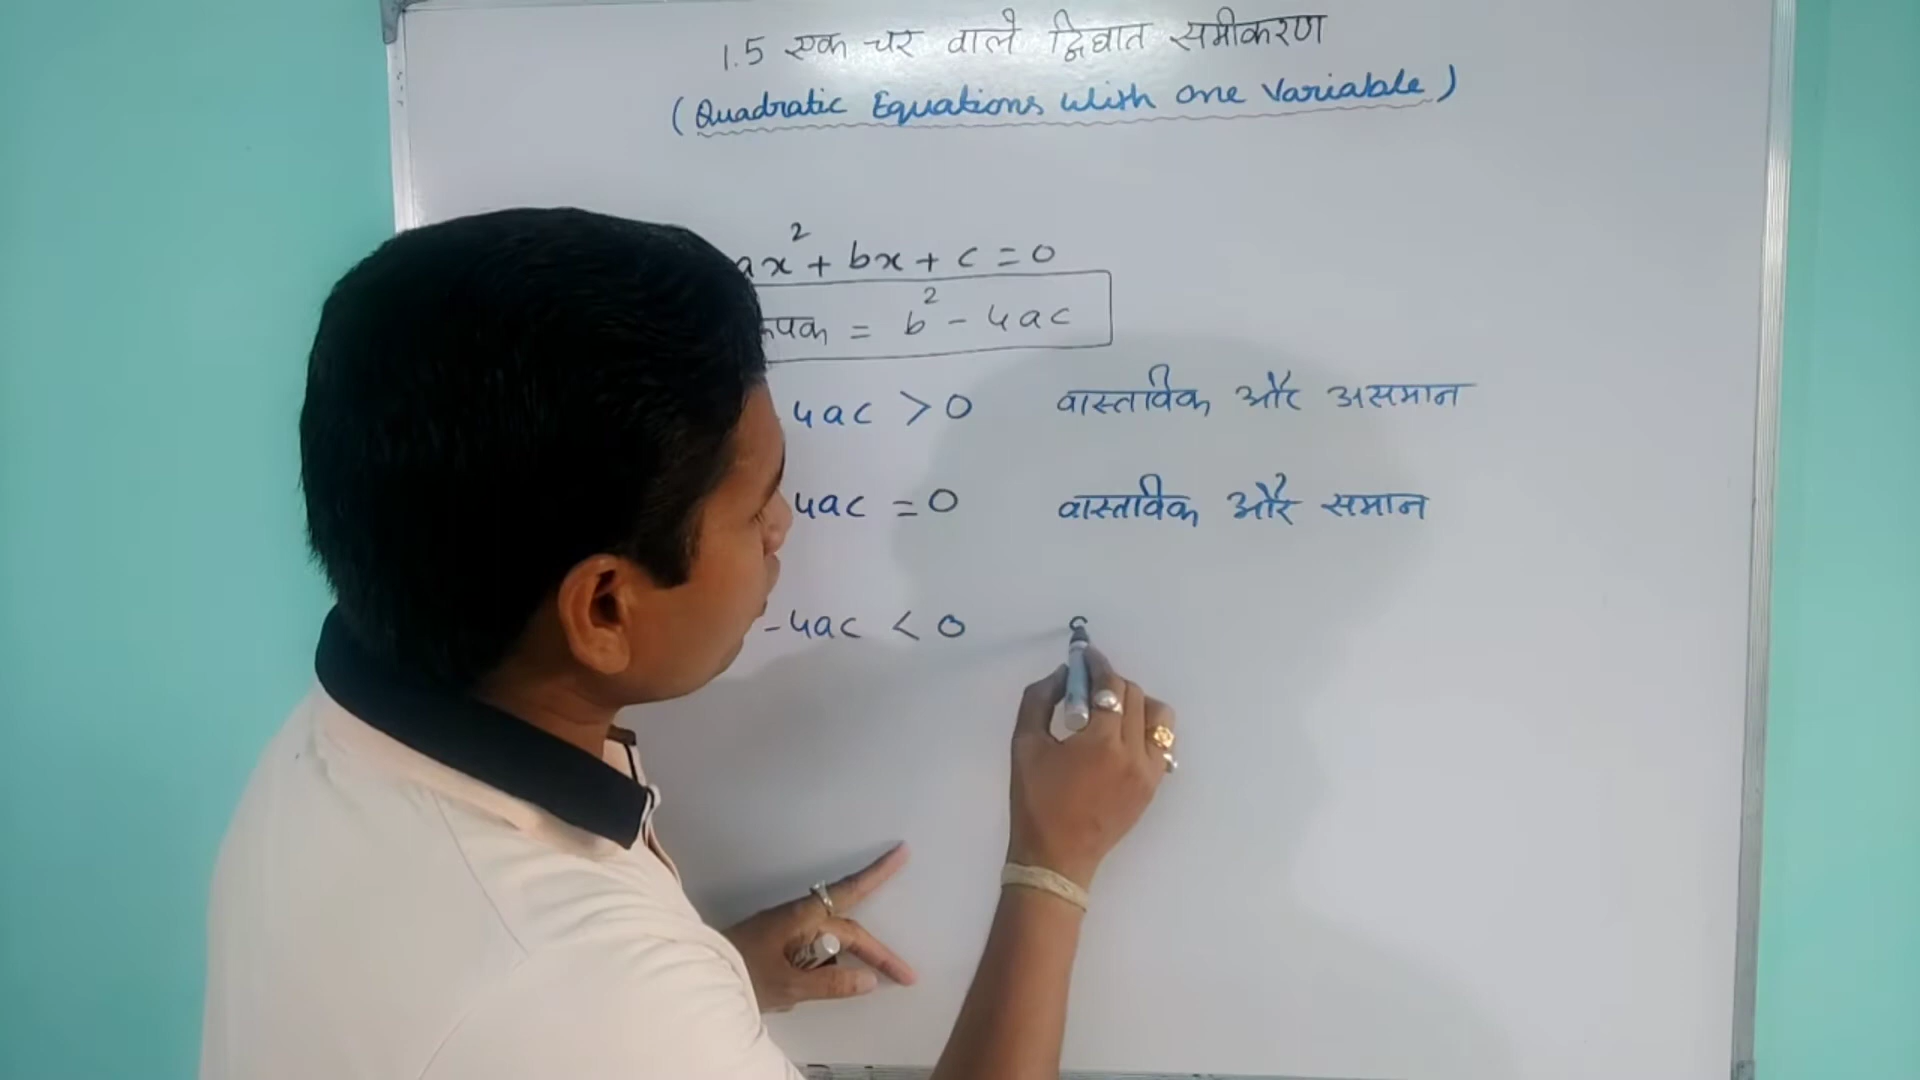 1.5 एक चर वाले द्विघात समीकरण
(Quadratic Equations with one Variable)
ax² + bx + c = 0
= b² - 4ac
4ac > 0 वास्तविक और असमान
4ac = 0 वास्तविक और समान
- 4ac < 0